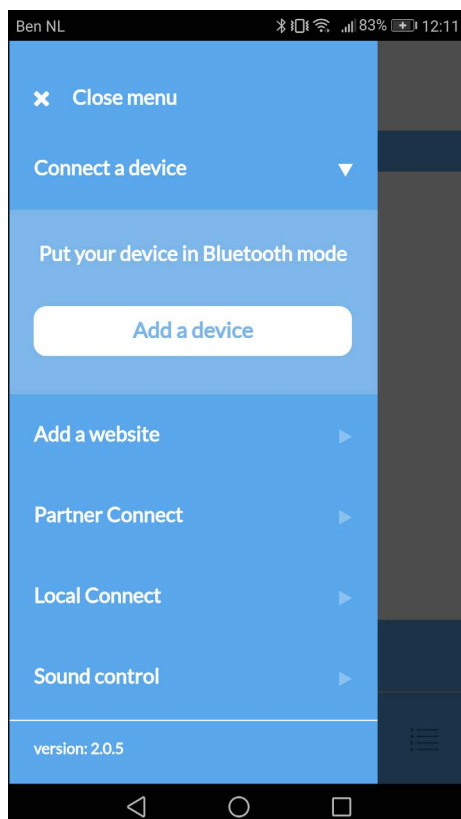 Ben NL 83% 12:11
Close menu
Connect a device
Put your device in Bluetooth mode
Add a device
Add a website
Partner Connect
Local Connect
Sound control
version: 2.0.5